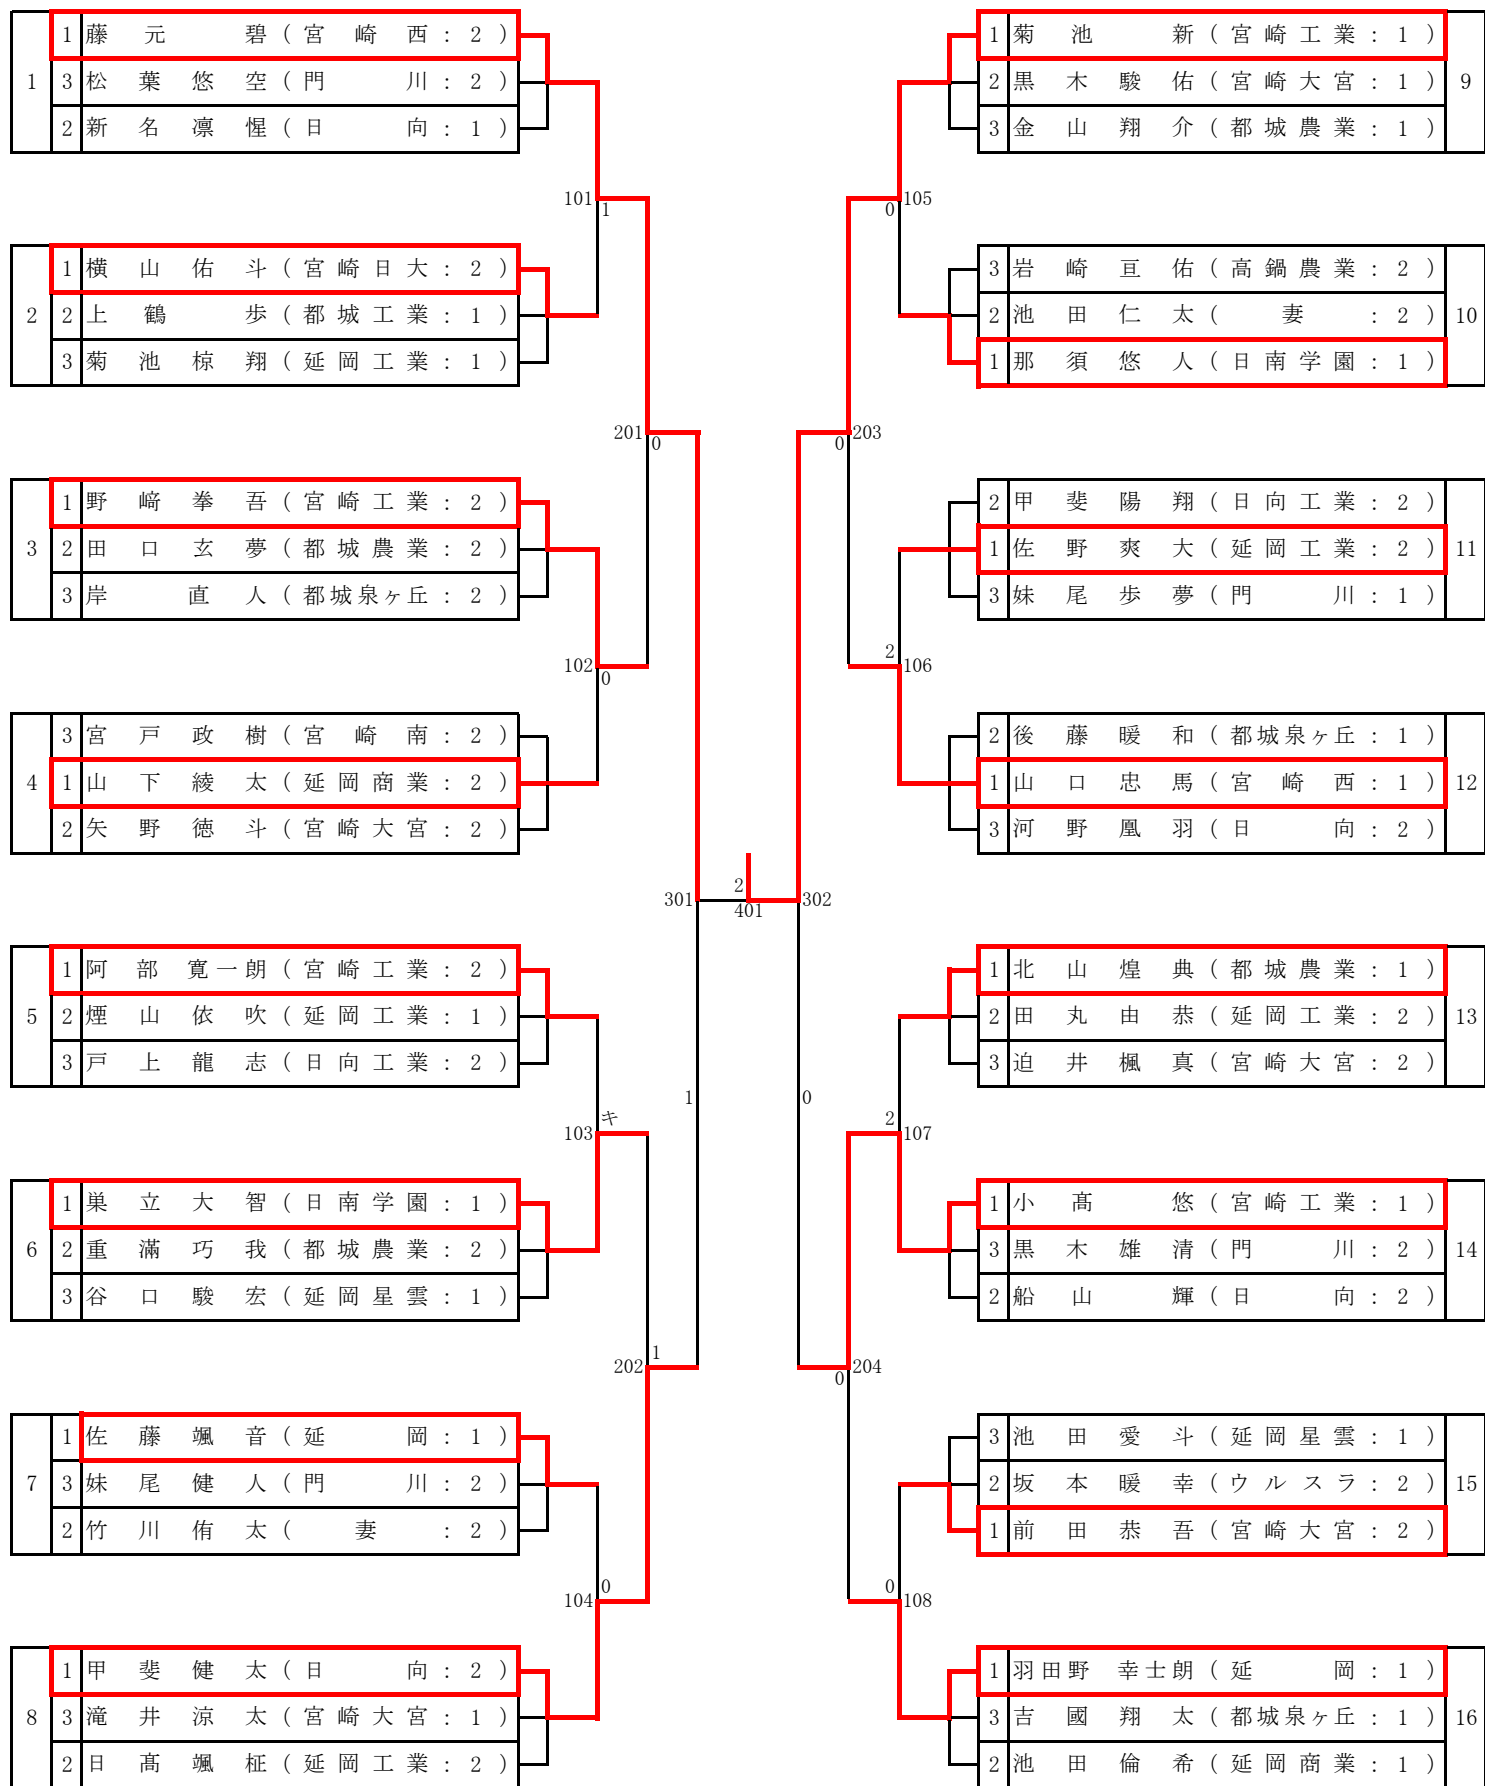 1 藤元 碧（宮崎西：2）
1 3 松葉悠空（門川：2）
2 新名凛惺（日向：1）
101
1
2 1 横山佑斗（宮崎日大：2）
2 上鶴 歩（都城工業：1）
3 菊池椋翔（延岡工業：1）
201
0
1 野﨑拳吾（宮崎工業：2）
3 2 田口玄夢（都城農業：2）
3 岸 直人（都城泉ヶ丘：2）
102
0
3 宮戸政樹（宮崎南：2）
4 1 山下綾太（延岡商業：2）
2 矢野徳斗（宮崎大宮：2）
301
1
1 阿部寛一朗（宮崎工業：2）
5 2 煙山依吹（延岡工業：1）
3 戸上龍志（日向工業：2）
103
キ
1 巣立大智（日南学園：1）
6 2 重満巧我（都城農業：2）
3 谷口駿宏（延岡星雲：1）
202
1
1 佐藤颯音（延岡：1）
7 3 妹尾健人（門川：2）
2 竹川侑太（妻：2）
104
0
1 甲斐健太（日向：2）
8 3 滝井涼太（宮崎大宮：1）
2 日髙颯柾（延岡工業：2）
2
401
1 菊池 新（宮崎工業：1）
2 黒木駿佑（宮崎大宮：1） 9
3 金山翔介（都城農業：1）
0
105
3 岩崎亘佑（高鍋農業：2）
2 池田仁太（妻：2） 10
1 那須悠人（日南学園：1）
0
203
2 甲斐陽翔（日向工業：2）
1 佐野爽大（延岡工業：2） 11
3 妹尾歩夢（門川：1）
2
106
2 後藤暖和（都城泉ヶ丘：1）
1 山口忠馬（宮崎西：1） 12
3 河野凰羽（日向：2）
302
0
1 北山煌典（都城農業：1）
2 田丸由恭（延岡工業：2） 13
3 迫井楓真（宮崎大宮：2）
2
107
1 小髙 悠（宮崎工業：1）
3 黒木雄清（門川：2） 14
2 船山 輝（日向：2）
0
204
3 池田愛斗（延岡星雲：1）
2 坂本暖幸（ウルスラ：2） 15
1 前田恭吾（宮崎大宮：2）
0
108
1 羽田野幸士朗（延岡：1）
3 吉國翔太（都城泉ヶ丘：1） 16
2 池田倫希（延岡商業：1）